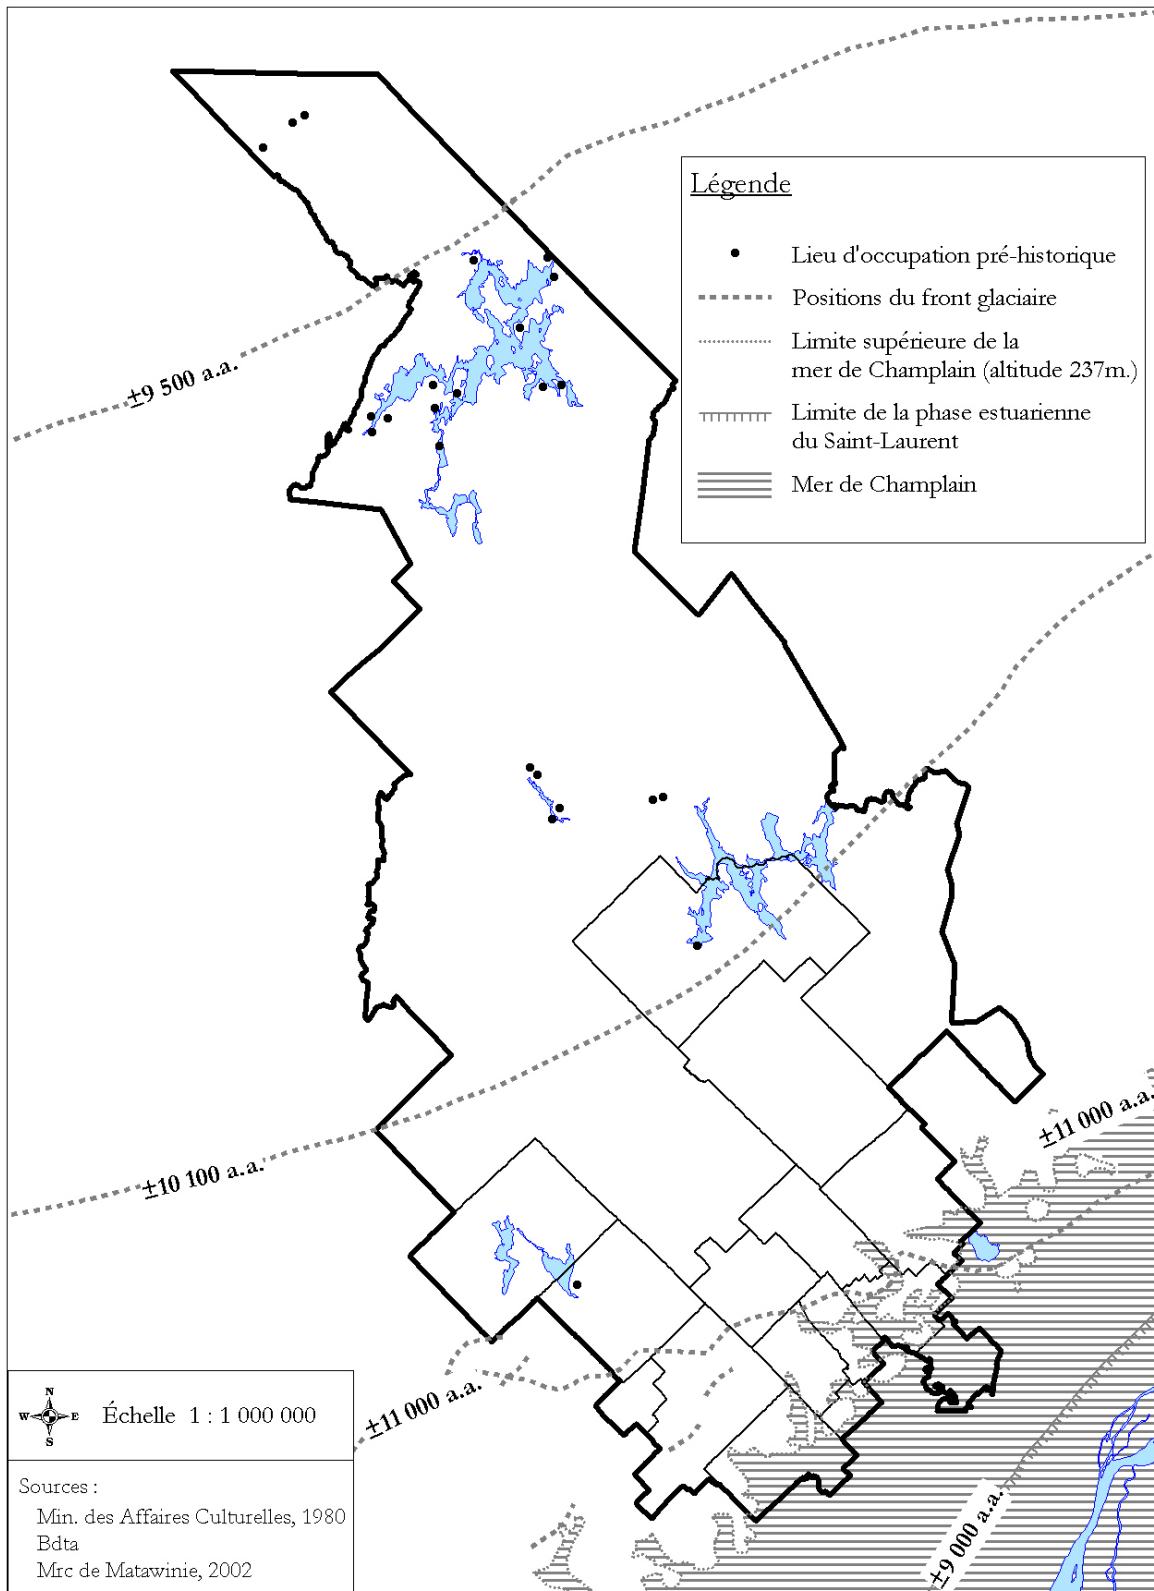 Légende
Lieu d'occupation pré-historique
Positions du front glaciaire
Limite supérieure de la
mer de Champlain (altitude 237m.)
Limite de la phase estuarienne
du Saint-Laurent
Mer de Champlain
±9 500 a.a.
±11 000 a.a.
±10 100 a.a.
±11 000 a.a.
±9 000 a.a.
N
W E
S
Échelle 1 : 1 000 000
Sources :
Min. des Affaires Culturelles, 1980
Bdta
Mrc de Matawinie, 2002